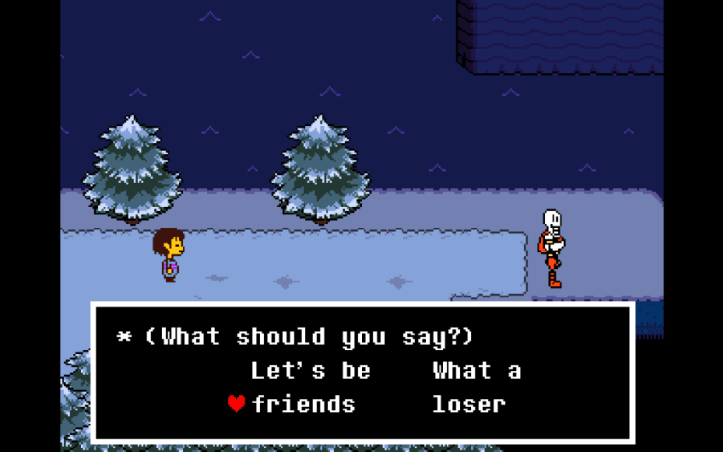 * (What should you say?)
Let's be What a
friends loser